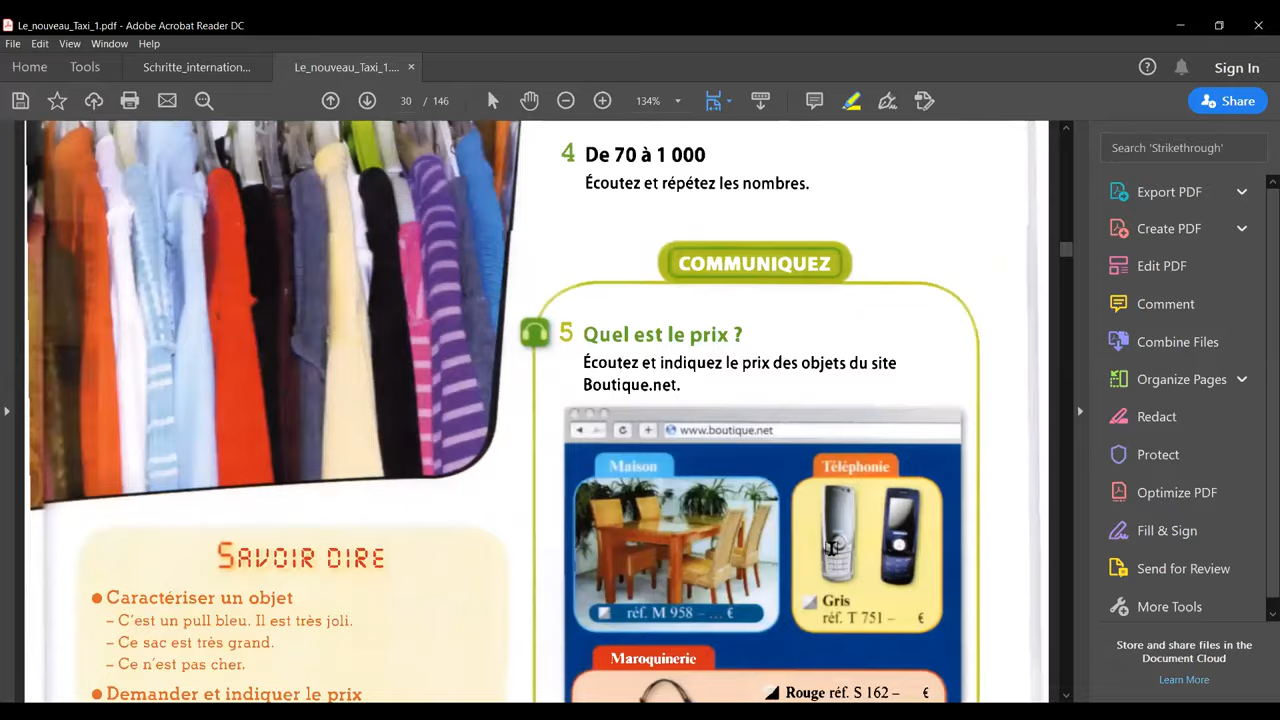 Le_nouveau_Taxi_1.pdf - Adobe Acrobat Reader DC
File Edit View Window Help
Home Tools Schritte_internation... Le_nouveau_Taxi_1.... ×
Sign In
30 / 146
134%
Share
4 De 70 à 1 000
Écoutez et répétez les nombres.
COMMUNIQUEZ
5 Quel est le prix ?
Écoutez et indiquez le prix des objets du site
Boutique.net.
www.boutique.net
Maison
réf. M 958 – ... €
Téléphonie
Gris
réf. T 751 – €
Maroquinerie
Rouge réf. S 162 – €
SAVOIR DIRE
● Caractériser un objet
– C'est un pull bleu. Il est très joli.
– Ce sac est très grand.
– Ce n'est pas cher.
● Demander et indiquer le prix
Search 'Strikethrough'
Export PDF
Create PDF
Edit PDF
Comment
Combine Files
Organize Pages
Redact
Protect
Optimize PDF
Fill & Sign
Send for Review
More Tools
Store and share files in the
Document Cloud
Learn More